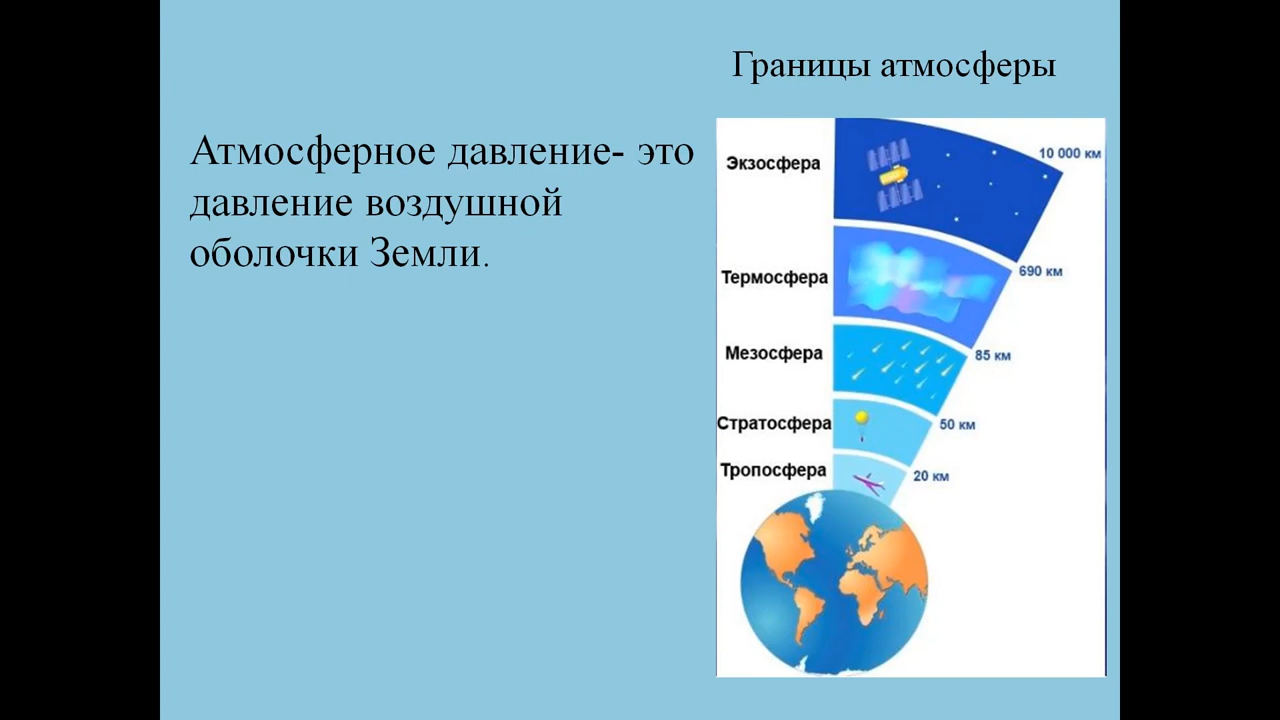 Границы атмосферы
Атмосферное давление- это
давление воздушной
оболочки Земли.
Экзосфера
10 000 км
690 км
Термосфера
Мезосфера
85 км
Стратосфера
50 км
Тропосфера
20 км